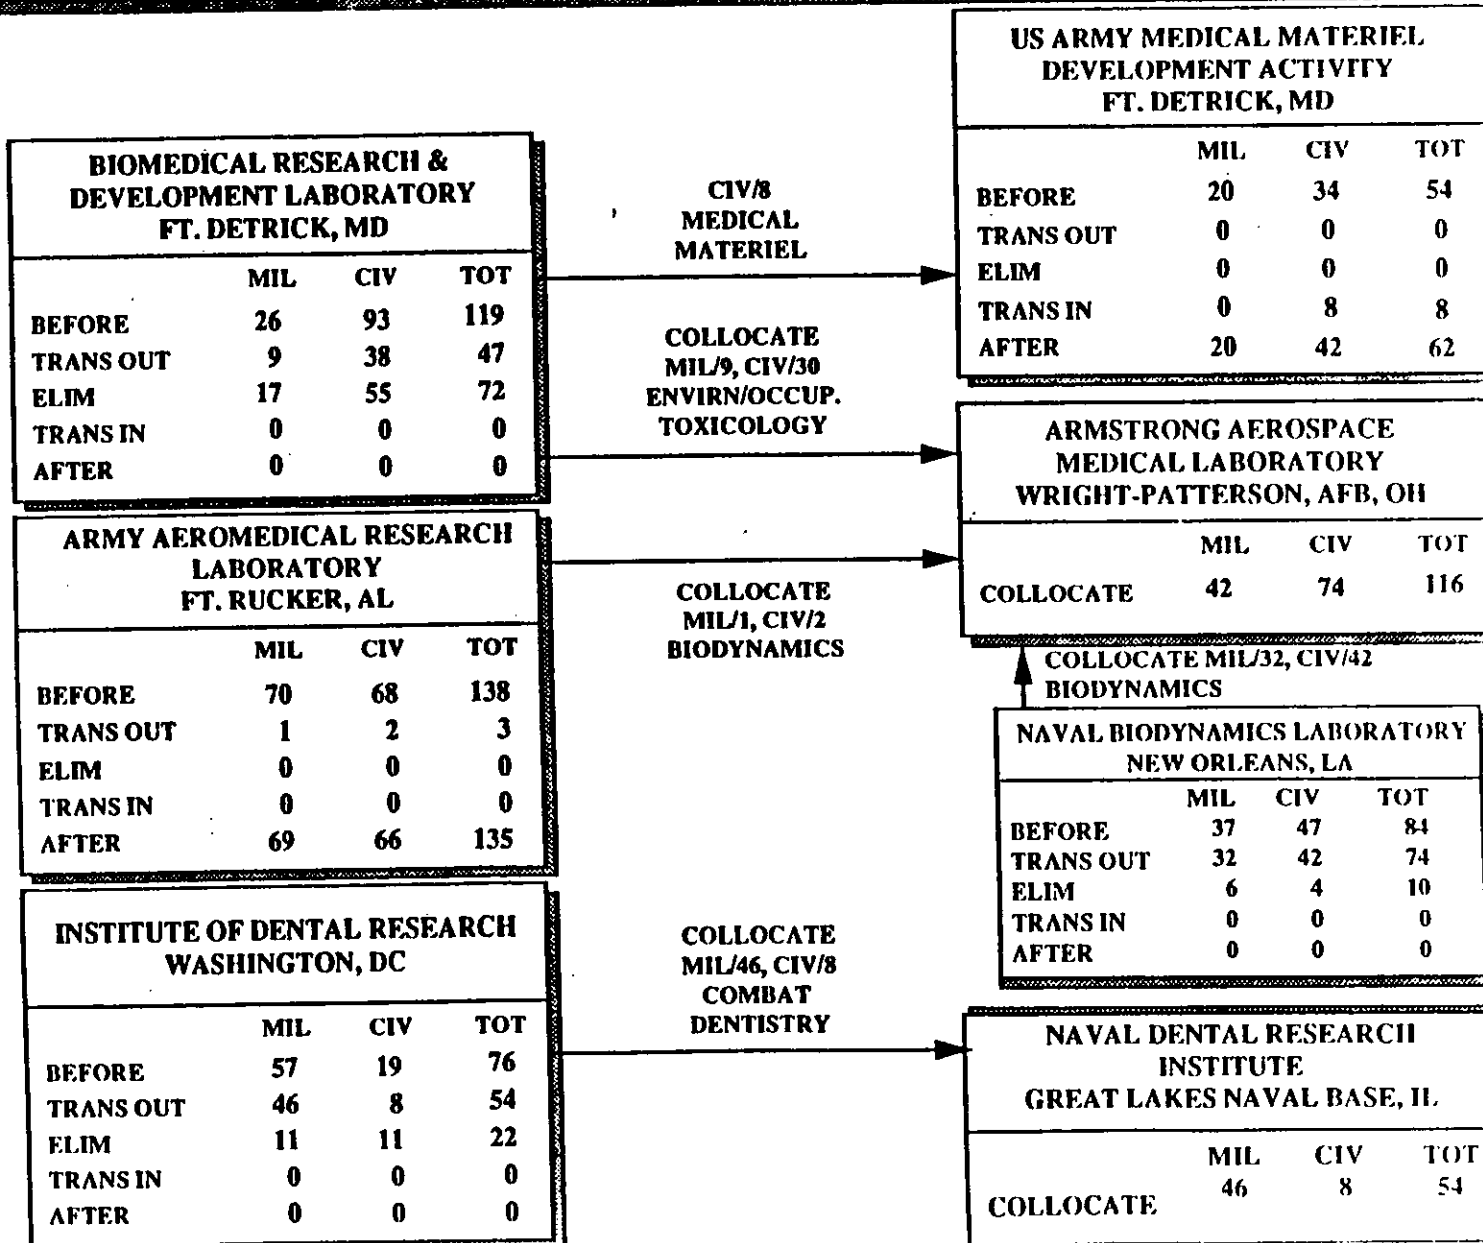 BIOMEDICAL RESEARCH &
DEVELOPMENT LABORATORY
FT. DETRICK, MD
MIL CIV TOT
BEFORE 26 93 119
TRANS OUT 9 38 47
ELIM 17 55 72
TRANS IN 0 0 0
AFTER 0 0 0
CIV/8
MEDICAL
MATERIEL
COLLOCATE
MIL/9, CIV/30
ENVIRN/OCCUP.
TOXICOLOGY
US ARMY MEDICAL MATERIEL
DEVELOPMENT ACTIVITY
FT. DETRICK, MD
MIL CIV TOT
BEFORE 20 34 54
TRANS OUT 0 0 0
ELIM 0 0 0
TRANS IN 0 8 8
AFTER 20 42 62
ARMY AEROMEDICAL RESEARCH
LABORATORY
FT. RUCKER, AL
MIL CIV TOT
BEFORE 70 68 138
TRANS OUT 1 2 3
ELIM 0 0 0
TRANS IN 0 0 0
AFTER 69 66 135
COLLOCATE
MIL/1, CIV/2
BIODYNAMICS
ARMSTRONG AEROSPACE
MEDICAL LABORATORY
WRIGHT-PATTERSON, AFB, OH
MIL CIV TOT
COLLOCATE 42 74 116
COLLOCATE MIL/32, CIV/42
BIODYNAMICS
NAVAL BIODYNAMICS LABORATORY
NEW ORLEANS, LA
MIL CIV TOT
BEFORE 37 47 84
TRANS OUT 32 42 74
ELIM 6 4 10
TRANS IN 0 0 0
AFTER 0 0 0
INSTITUTE OF DENTAL RESEARCH
WASHINGTON, DC
MIL CIV TOT
BEFORE 57 19 76
TRANS OUT 46 8 54
ELIM 11 11 22
TRANS IN 0 0 0
AFTER 0 0 0
COLLOCATE
MIL/46, CIV/8
COMBAT
DENTISTRY
NAVAL DENTAL RESEARCH
INSTITUTE
GREAT LAKES NAVAL BASE, IL
MIL CIV TOT
COLLOCATE 46 8 54